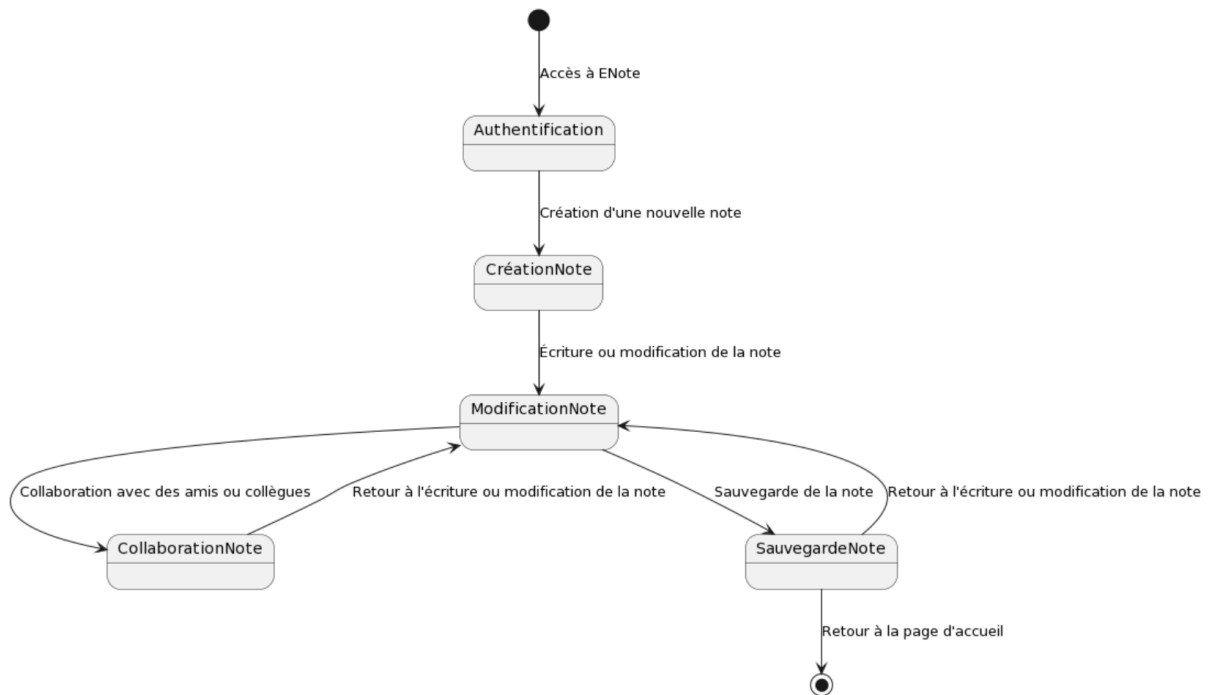 Accès à ENote
Authentification
Création d'une nouvelle note
CréationNote
Écriture ou modification de la note
ModificationNote
Collaboration avec des amis ou collègues
Retour à l'écriture ou modification de la note
Sauvegarde de la note
Retour à l'écriture ou modification de la note
CollaborationNote
SauvegardeNote
Retour à la page d'accueil